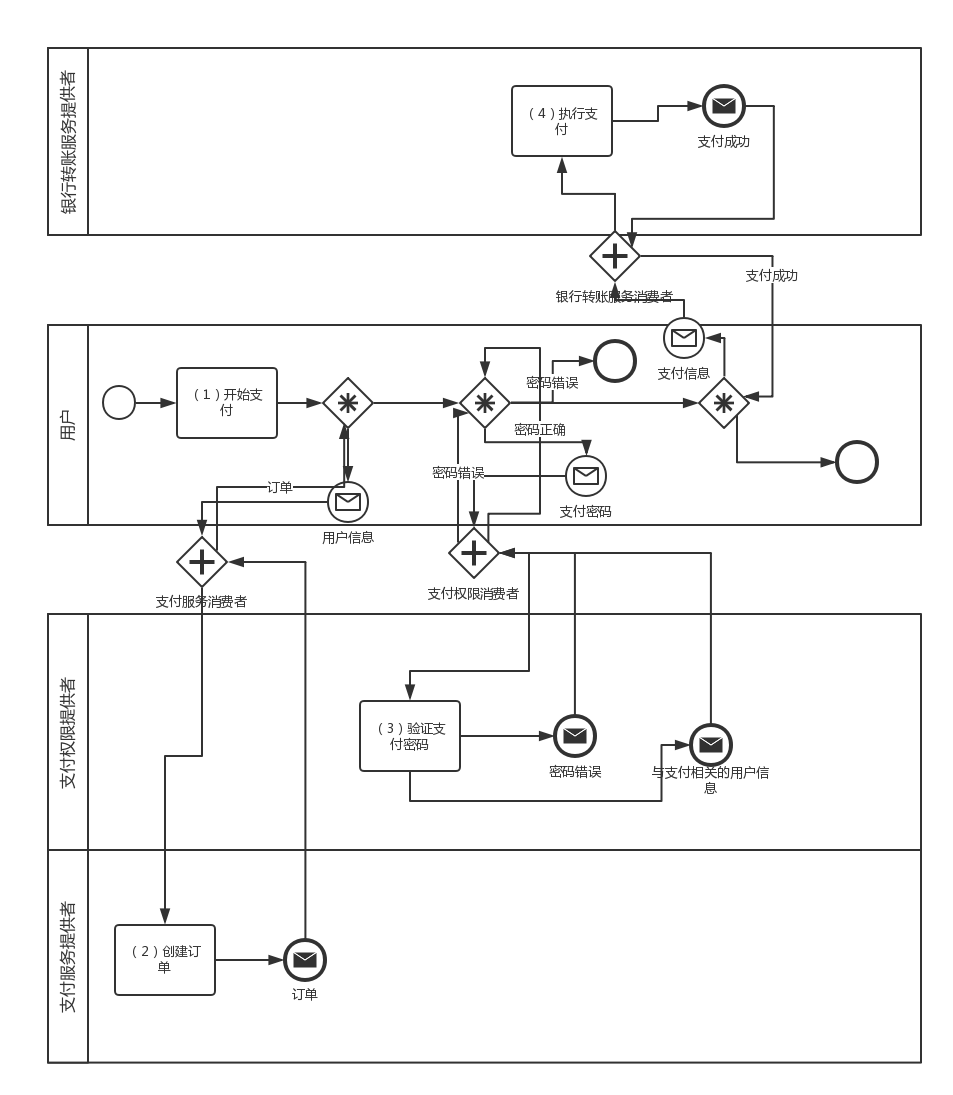 银行转账服务提供者
（4）执行支
付
支付成功
银行转账服务消费者
支付成功
用户
（1）开始支
付
密码错误
支付信息
密码正确
密码错误
订单
支付密码
用户信息
支付服务消费者
支付权限消费者
支付权限提供者
（3）验证支
付密码
密码错误
与支付相关的用户信
息
支付服务提供者
（2）创建订
单
订单